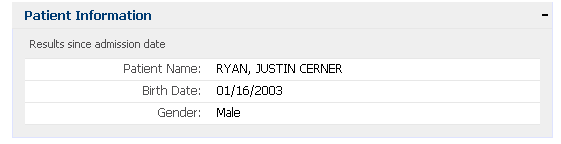 Patient Information
Results since admission date
Patient Name: RYAN, JUSTIN CERNER
Birth Date: 01/16/2003
Gender: Male